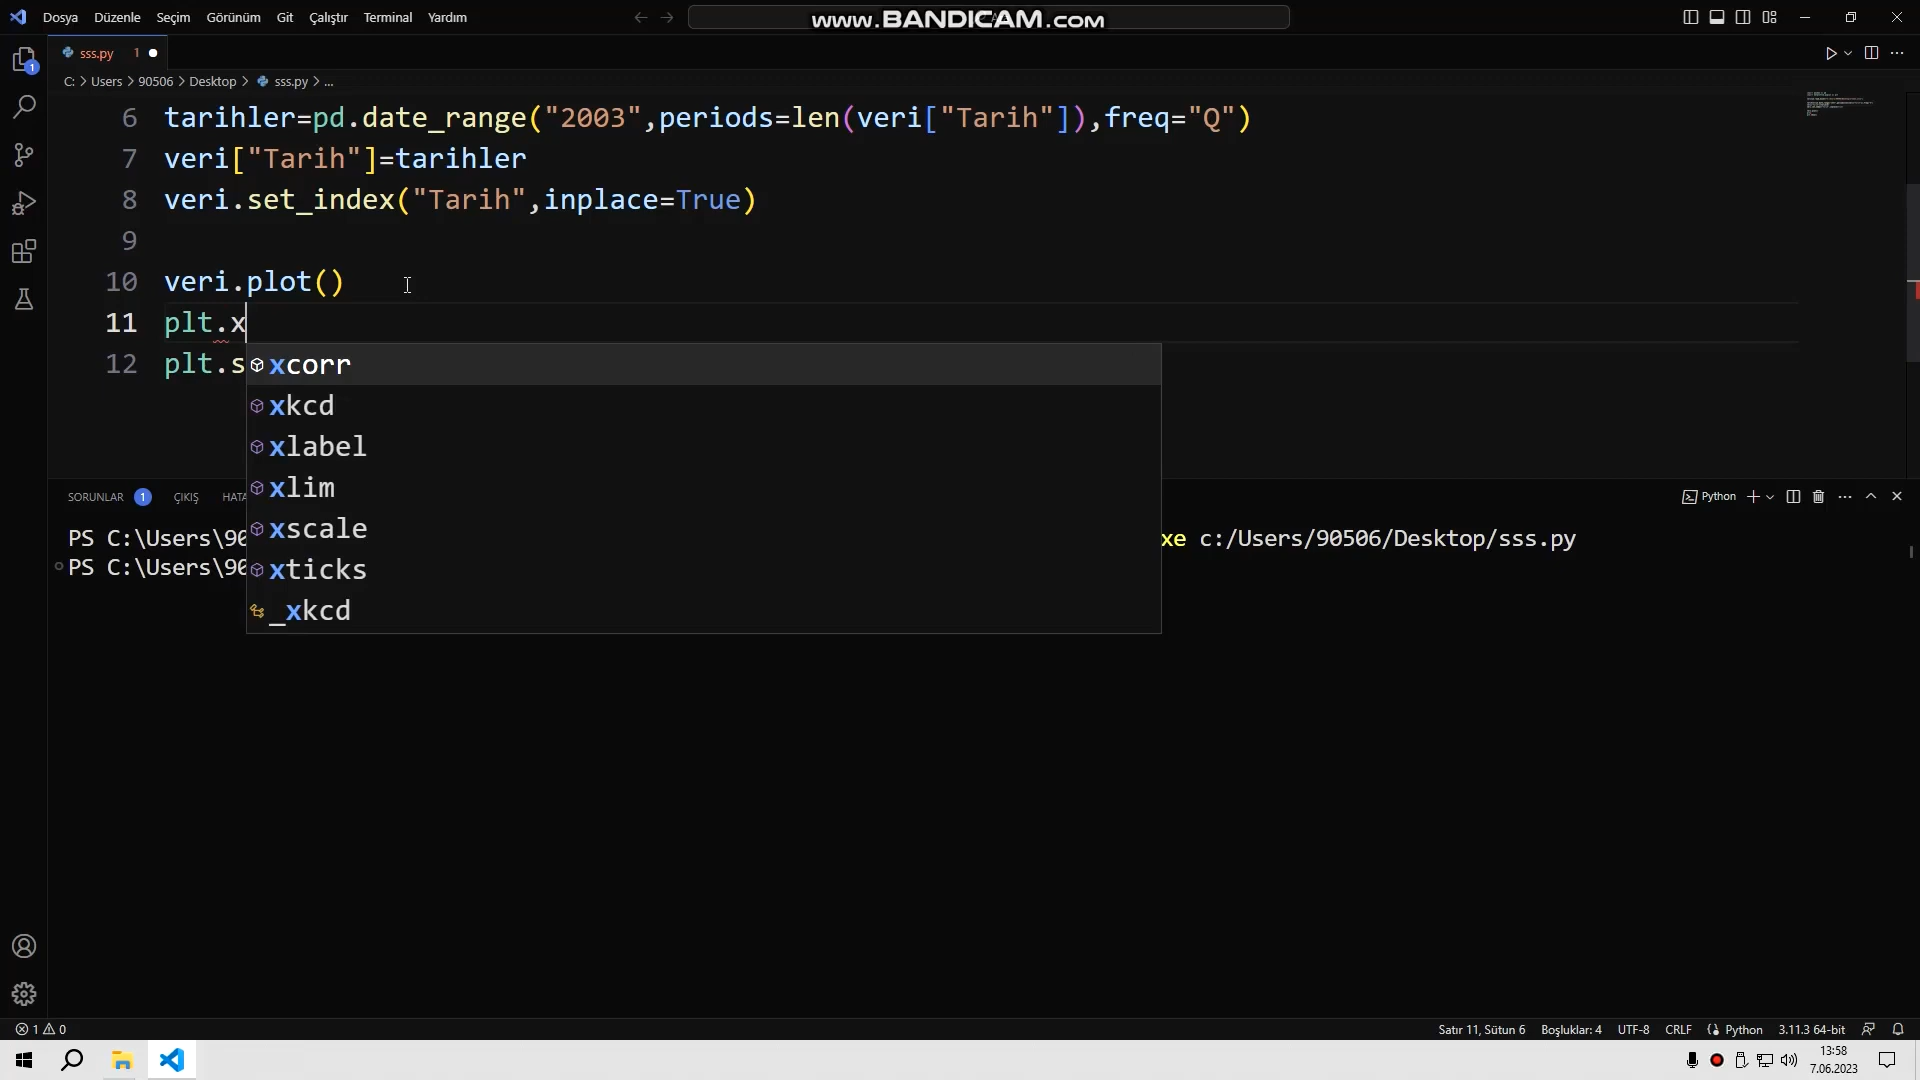 Dosya Düzenle Seçim Görünüm Git Çalıştır Terminal Yardım
www.BANDICAM.com
sss.py 1
C: > Users > 90506 > Desktop > sss.py > ...
6 tarihler=pd.date_range("2003",periods=len(veri["Tarih"]),freq="Q")
7 veri["Tarih"]=tarihler
8 veri.set_index("Tarih",inplace=True)
9
10 veri.plot()
11 plt.x
12 plt.s
xcorr
xkcd
xlabel
xlim
xscale
xticks
_xkcd
SORUNLAR 1 ÇIKIŞ HATA
Python
PS C:\Users\90 xe c:/Users/90506/Desktop/sss.py
PS C:\Users\90
1 0
Satır 11, Sütun 6 Boşluklar: 4 UTF-8 CRLF Python 3.11.3 64-bit
13:58
7.06.2023